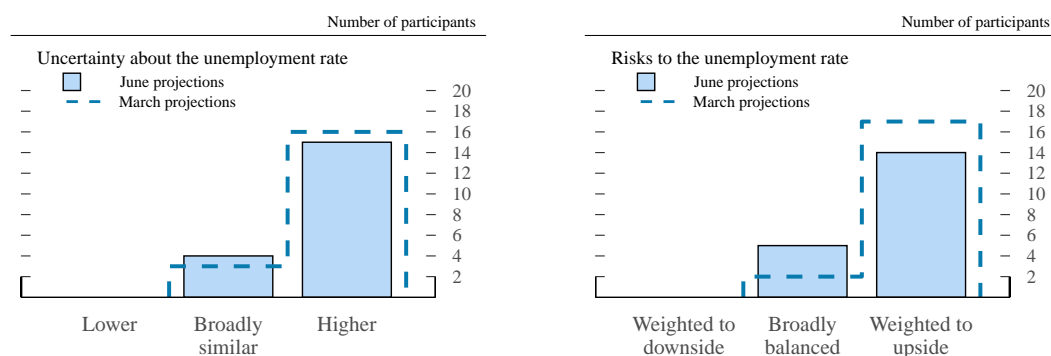 Number of participants
Uncertainty about the unemployment rate
June projections
March projections
20
18
16
14
12
10
8
6
4
2
Lower
Broadly
similar
Higher
Number of participants
Risks to the unemployment rate
June projections
March projections
20
18
16
14
12
10
8
6
4
2
Weighted to
downside
Broadly
balanced
Weighted to
upside